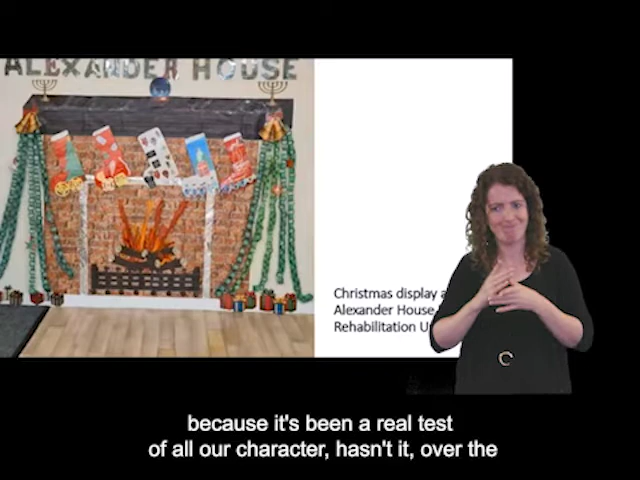 ALEXANDER HOUSE
Christmas display a
Alexander House
Rehabilitation U
because it's been a real test
of all our character, hasn't it, over the